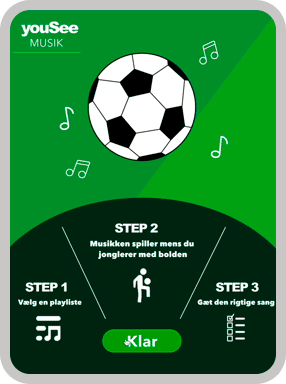 youSee
MUSIK
STEP 2
Musikken spiller mens du
jonglerer med bolden
STEP 1
Vælg en playliste
STEP 3
Gæt den rigtige sang
Klar